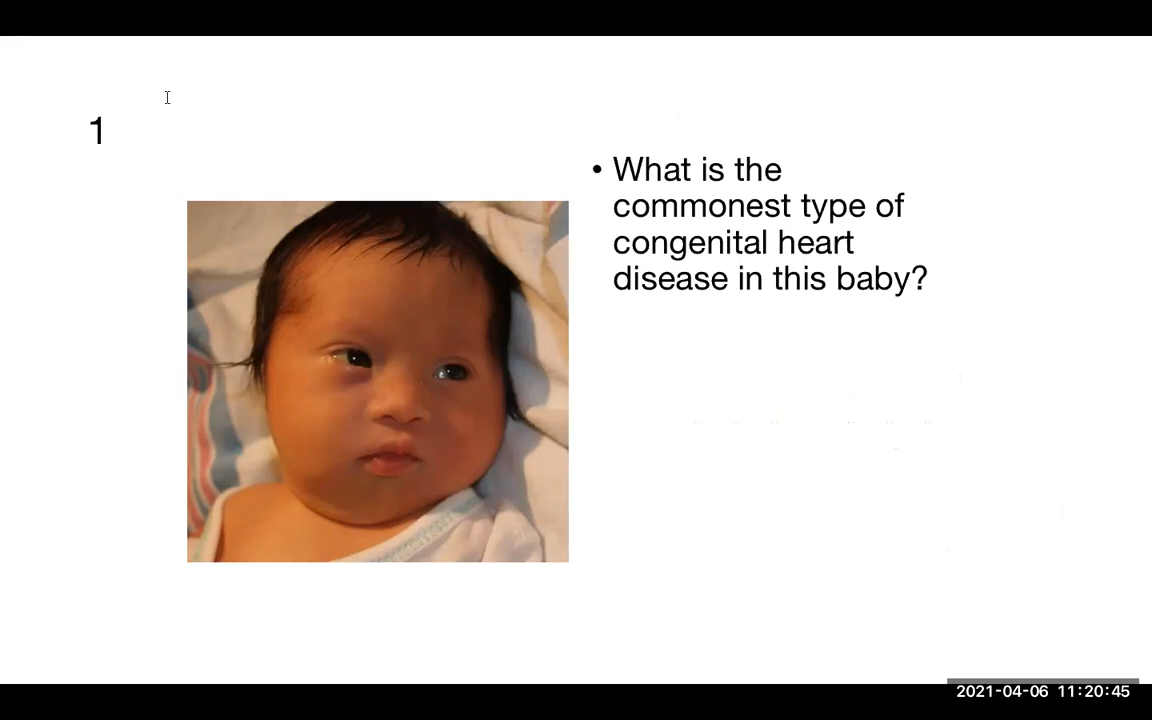 1
• What is the
commonest type of
congenital heart
disease in this baby?
2021-04-06 11:20:45